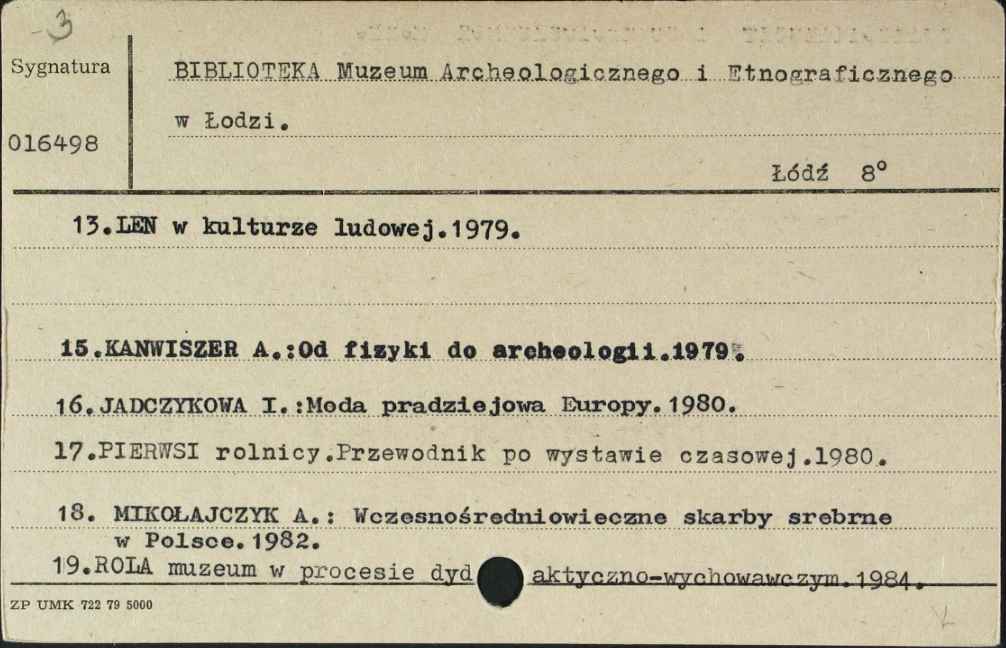 -3
Sygnatura
BIBLIOTEKA Muzeum Archeologicznego i Etnograficznego
w Łodzi.
016498
Łódź 8°
13.LEN w kulturze ludowej.1979.
15.KANWISZER A.:Od fizyki do archeologii.1979.
16.JADCZYKOWA I.:Moda pradziejowa Europy.1980.
17.PIERWSI rolnicy.Przewodnik po wystawie czasowej.1980.
18. MIKOŁAJCZYK A.: Wczesnośredniowieczne skarby srebrne
w Polsce.1982.
19.ROLA muzeum w procesie dyd aktyczno-wychowawczym.1984.
ZP UMK 722 79 5000